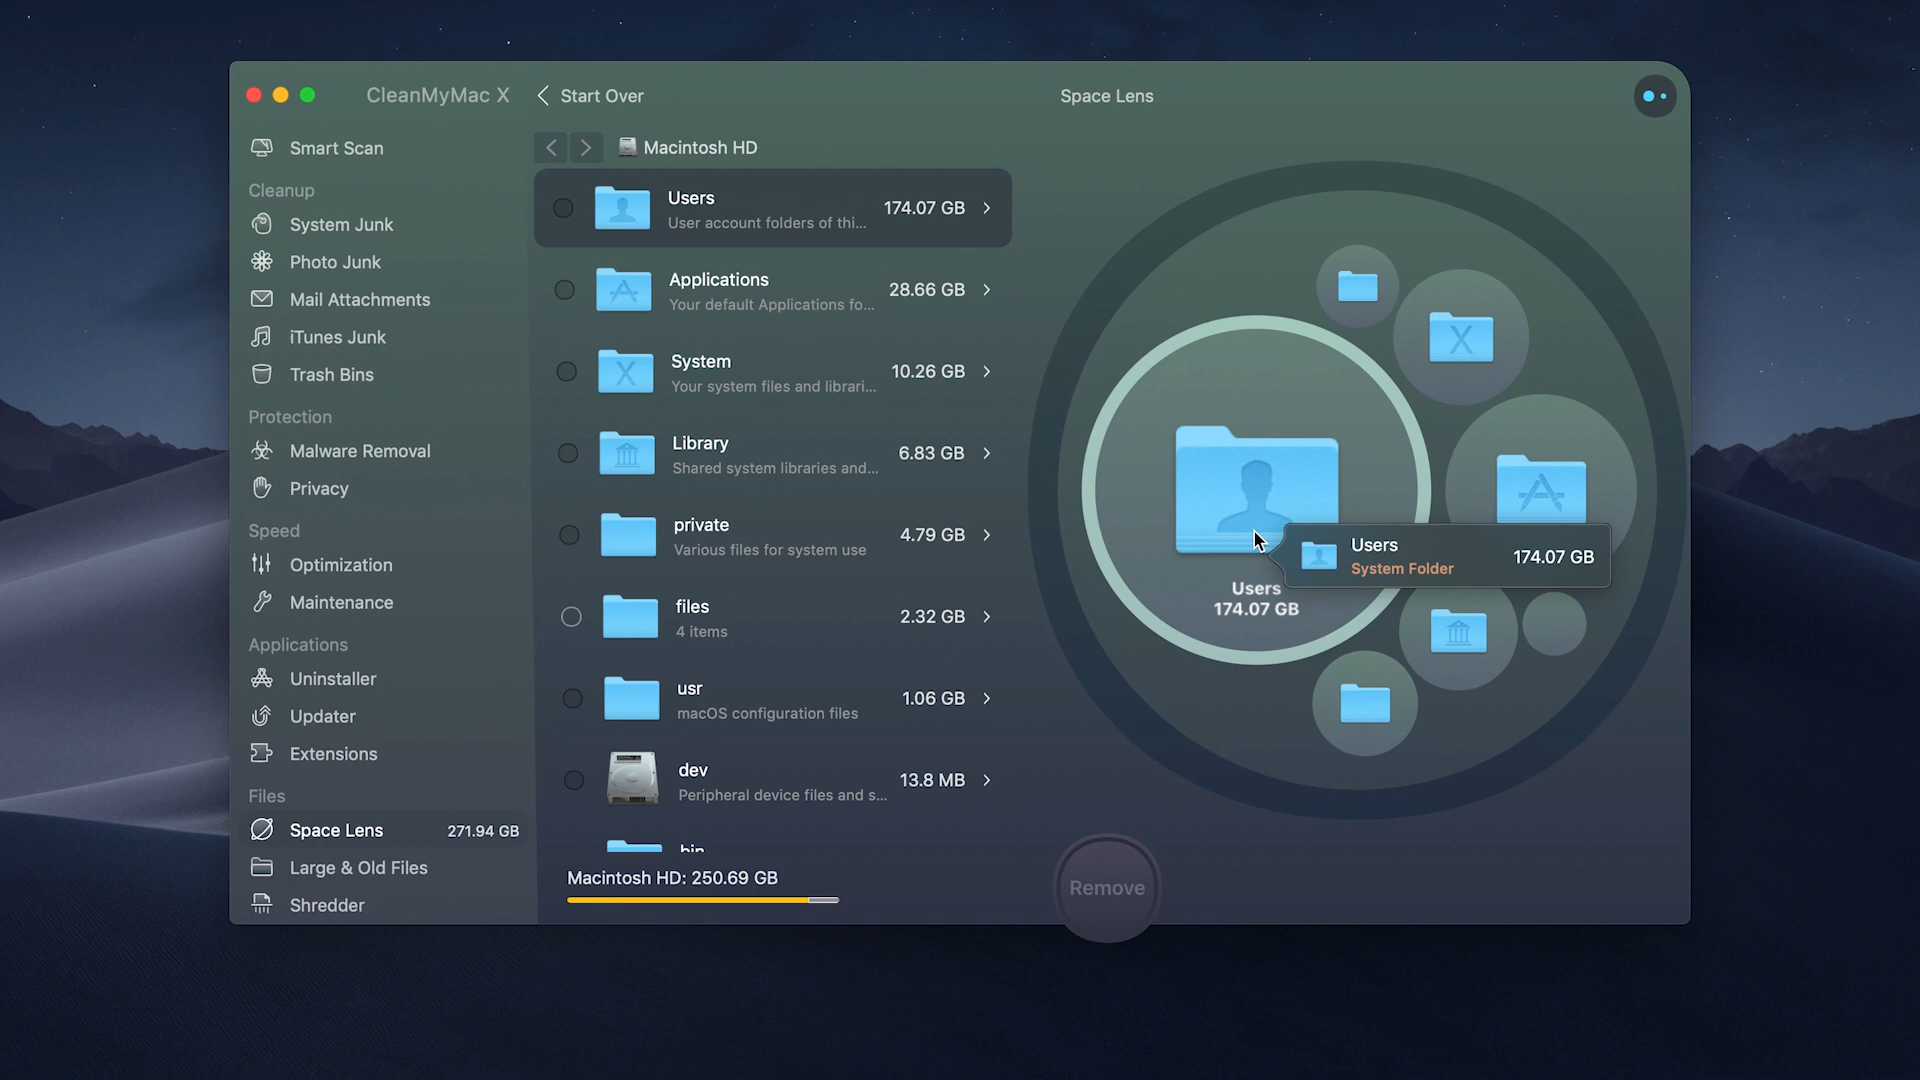 CleanMyMac X
Start Over
Space Lens
Smart Scan
Cleanup
System Junk
Photo Junk
Mail Attachments
iTunes Junk
Trash Bins
Protection
Malware Removal
Privacy
Speed
Optimization
Maintenance
Applications
Uninstaller
Updater
Extensions
Files
Space Lens 271.94 GB
Large & Old Files
Shredder
Macintosh HD
Users
User account folders of thi...
174.07 GB
Applications
Your default Applications fo...
28.66 GB
System
Your system files and librari...
10.26 GB
Library
Shared system libraries and...
6.83 GB
private
Various files for system use
4.79 GB
files
4 items
2.32 GB
usr
macOS configuration files
1.06 GB
dev
Peripheral device files and s...
13.8 MB
bin
Macintosh HD: 250.69 GB
Users
174.07 GB
Users
System Folder
174.07 GB
Remove